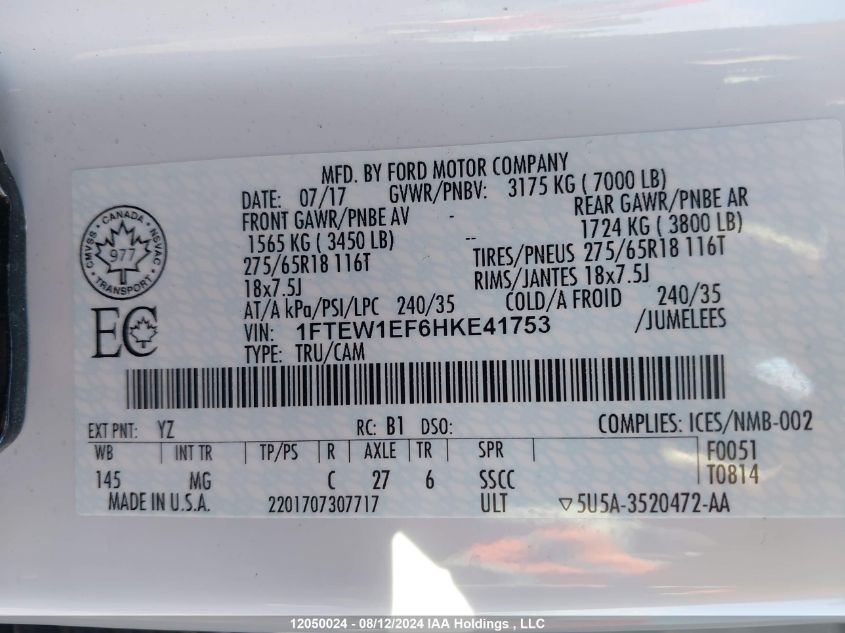 MFD. BY FORD MOTOR COMPANY
DATE: 07/17 GVWR/PNBV: 3175 KG ( 7000 LB)
FRONT GAWR/PNBE AV - REAR GAWR/PNBE AR
1565 KG ( 3450 LB) -- 1724 KG ( 3800 LB)
275/65R18 116T TIRES/PNEUS 275/65R18 116T
18x7.5J RIMS/JANTES 18x7.5J
AT/A kPa/PSI/LPC 240/35 COLD/A FROID 240/35
VIN: 1FTEW1EF6HKE41753 /JUMELEES
TYPE: TRU/CAM
CANADA
CMVSS NSVAC
977
TRANSPORT
EC
EXT PNT: YZ RC: B1 DSO: COMPLIES: ICES/NMB-002
WB INT TR TP/PS R AXLE TR SPR F0051
145 MG C 27 6 SSCC T0814
MADE IN U.S.A. 2201707307717 ULT ▽5U5A-3520472-AA
12050024 - 08/12/2024 IAA Holdings , LLC